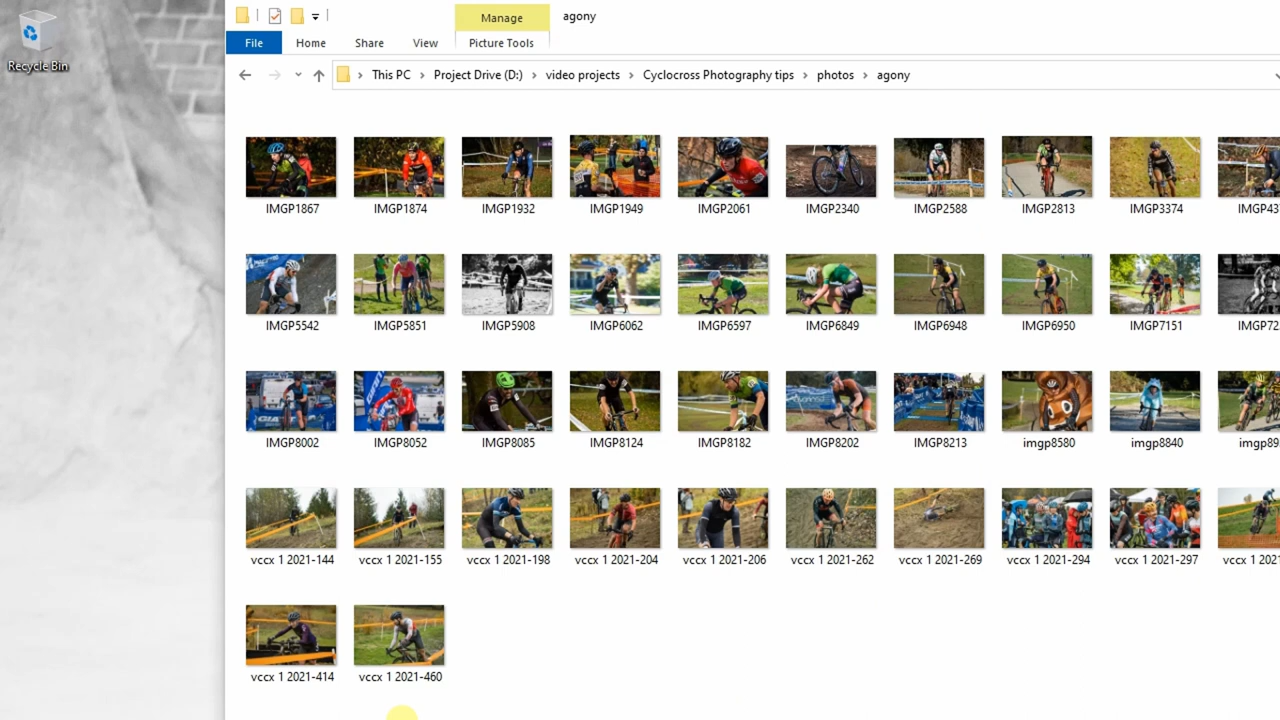 Manage
agony
File
Home
Share
View
Picture Tools
Recycle Bin
This PC
Project Drive (D:)
video projects
Cyclocross Photography tips
photos
agony
IMGP1867
IMGP1874
IMGP1932
IMGP1949
IMGP2061
IMGP2340
IMGP2588
IMGP2813
IMGP3374
IMGP5542
IMGP5851
IMGP5908
IMGP6062
IMGP6597
IMGP6849
IMGP6948
IMGP6950
IMGP7151
IMGP8002
IMGP8052
IMGP8085
IMGP8124
IMGP8182
IMGP8202
IMGP8213
imgp8580
imgp8840
vccx 1 2021-144
vccx 1 2021-155
vccx 1 2021-198
vccx 1 2021-204
vccx 1 2021-206
vccx 1 2021-262
vccx 1 2021-269
vccx 1 2021-294
vccx 1 2021-297
vccx 1 2021-414
vccx 1 2021-460